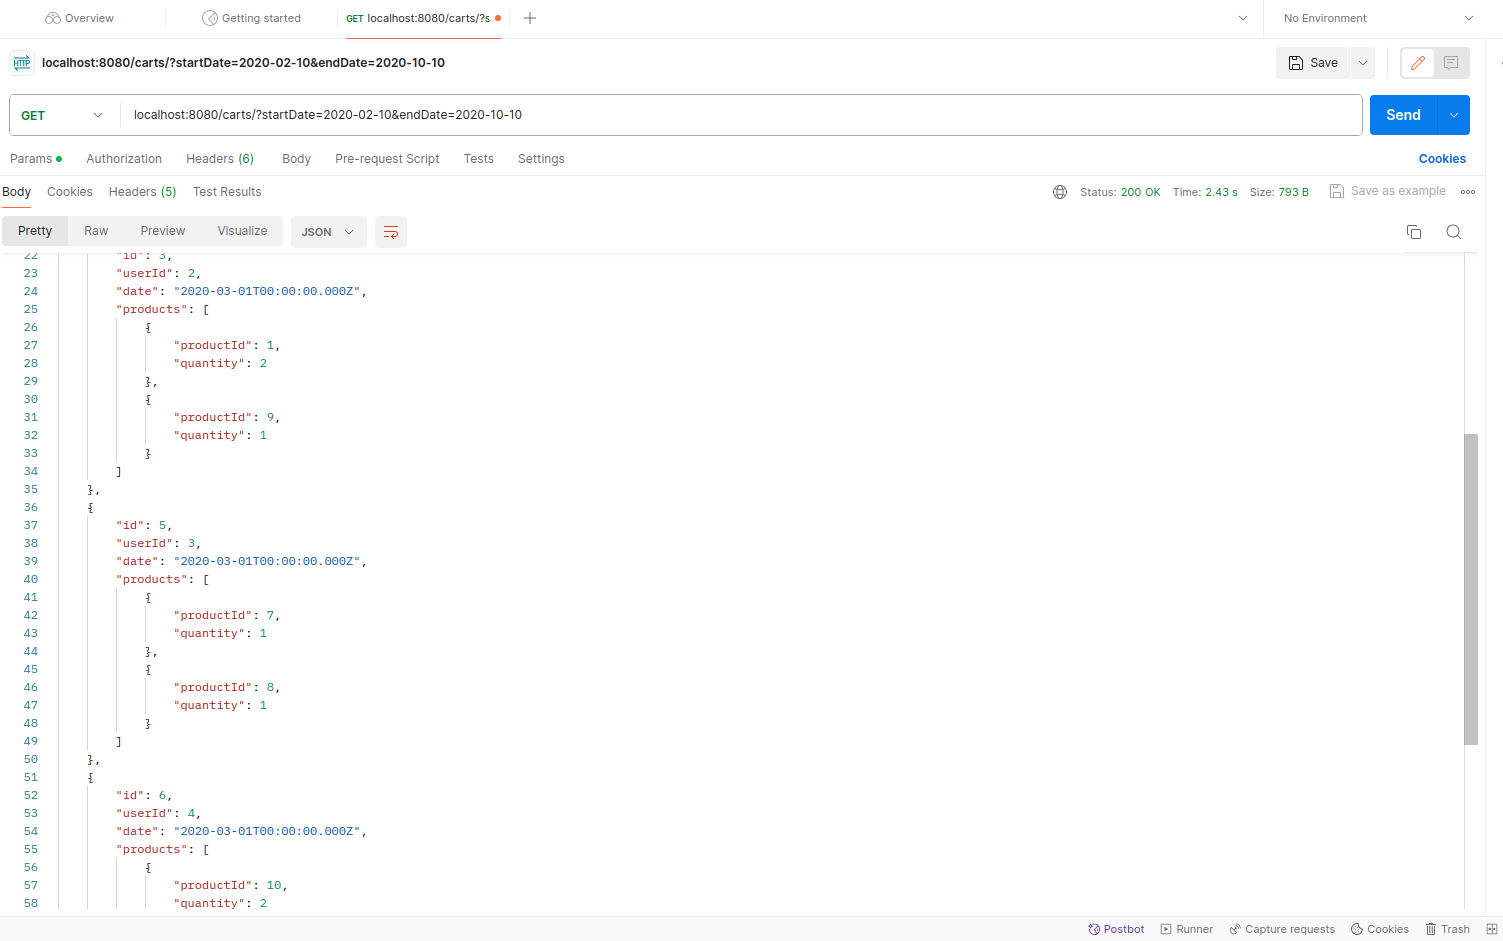 Overview
Getting started
GET localhost:8080/carts/?s
No Environment
HTTP localhost:8080/carts/?startDate=2020-02-10&endDate=2020-10-10
Save
GET
localhost:8080/carts/?startDate=2020-02-10&endDate=2020-10-10
Send
Params Authorization Headers (6) Body Pre-request Script Tests Settings Cookies
Body Cookies Headers (5) Test Results Status: 200 OK Time: 2.43 s Size: 793 B Save as example
Pretty Raw Preview Visualize JSON
22 "id": 3,
23 "userId": 2,
24 "date": "2020-03-01T00:00:00.000Z",
25 "products": [
26 {
27 "productId": 1,
28 "quantity": 2
29 },
30 {
31 "productId": 9,
32 "quantity": 1
33 }
34 ]
35 },
36 {
37 "id": 5,
38 "userId": 3,
39 "date": "2020-03-01T00:00:00.000Z",
40 "products": [
41 {
42 "productId": 7,
43 "quantity": 1
44 },
45 {
46 "productId": 8,
47 "quantity": 1
48 }
49 ]
50 },
51 {
52 "id": 6,
53 "userId": 4,
54 "date": "2020-03-01T00:00:00.000Z",
55 "products": [
56 {
57 "productId": 10,
58 "quantity": 2
Postbot Runner Capture requests Cookies Trash